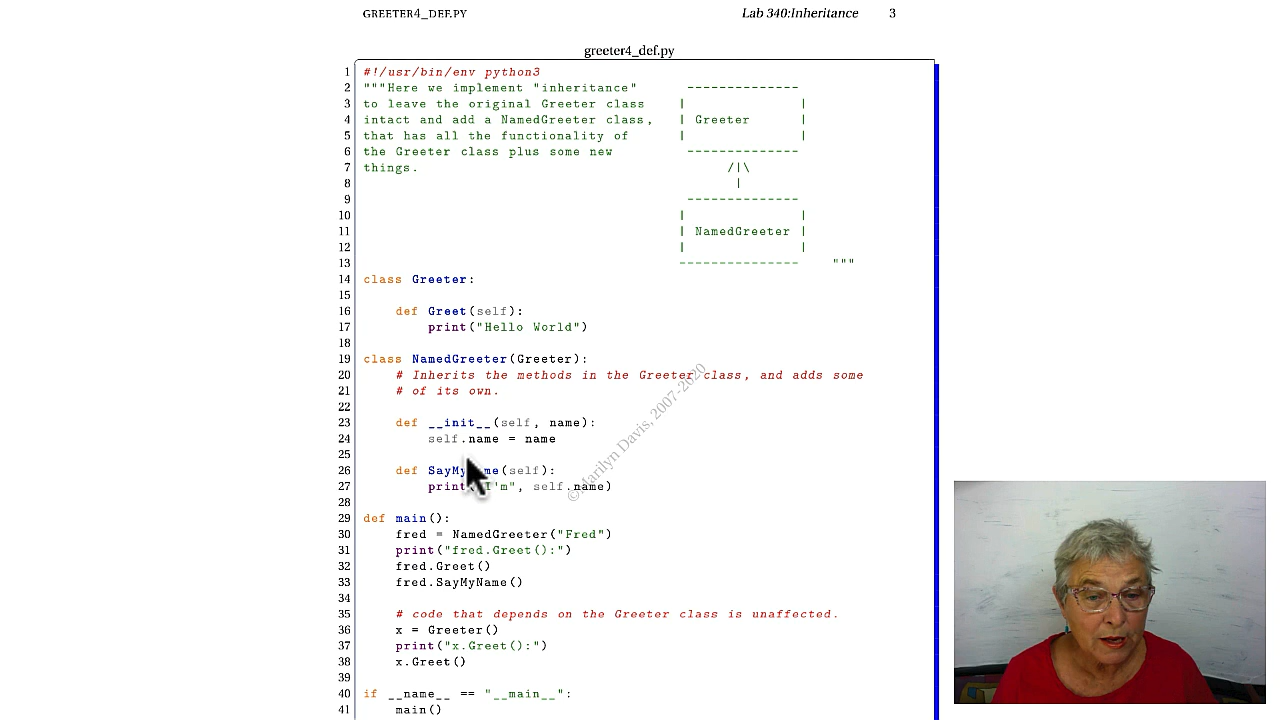 GREETER4_DEF.PY Lab 340:Inheritance 3
greeter4_def.py
1 #!/usr/bin/env python3
2 """Here we implement "inheritance" --------------
3 to leave the original Greeter class | |
4 intact and add a NamedGreeter class, | Greeter |
5 that has all the functionality of | |
6 the Greeter class plus some new --------------
7 things. /|\
8 |
9 --------------
10 | |
11 | NamedGreeter |
12 | |
13 --------------- """
14 class Greeter:
15
16 def Greet(self):
17 print("Hello World")
18
19 class NamedGreeter(Greeter):
20 # Inherits the methods in the Greeter class, and adds some
21 # of its own.
22
23 def __init__(self, name):
24 self.name = name
25
26 def SayMyName(self):
27 print("I'm", self.name)
28
29 def main():
30 fred = NamedGreeter("Fred")
31 print("fred.Greet():")
32 fred.Greet()
33 fred.SayMyName()
34
35 # code that depends on the Greeter class is unaffected.
36 x = Greeter()
37 print("x.Greet():")
38 x.Greet()
39
40 if __name__ == "__main__":
41 main()
©Marilyn Davis, 2007-2020